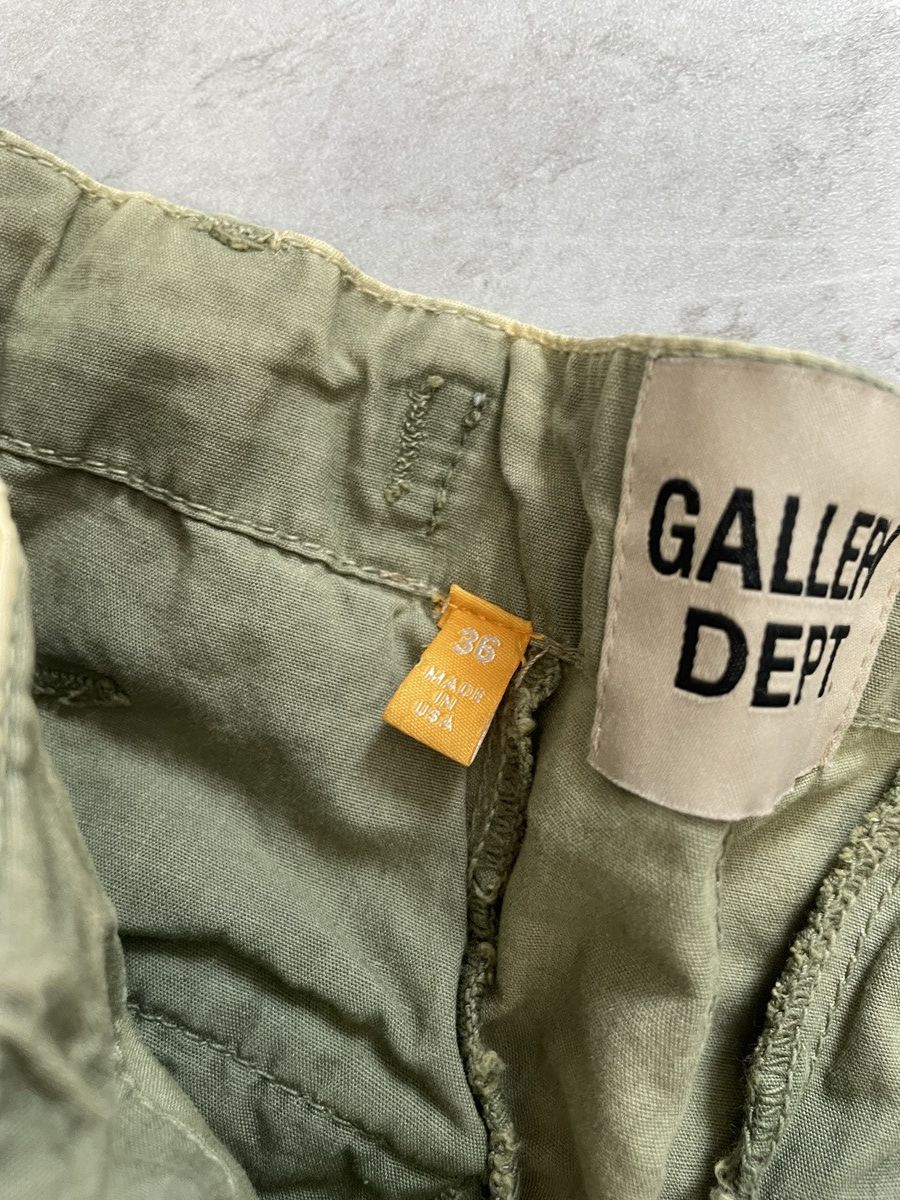 GALLERY
DEPT.
36
MADE
IN
USA